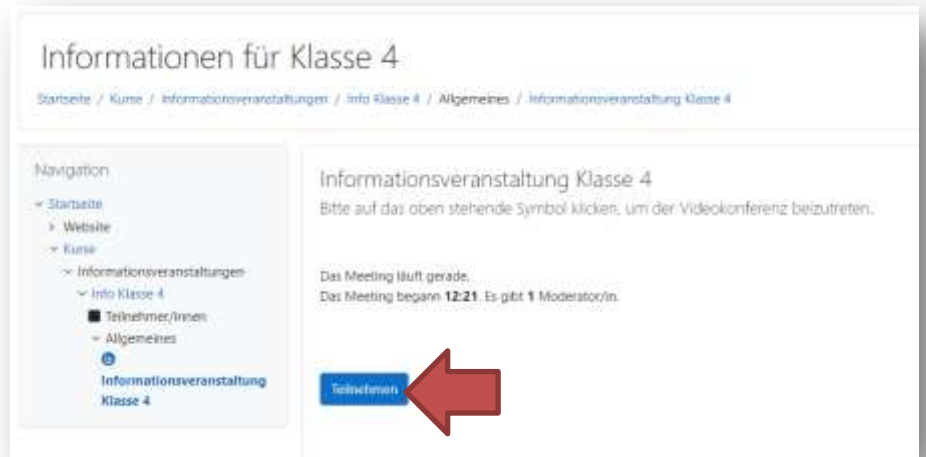 Informationen für Klasse 4
Startseite / Kurse / Informationsveranstaltungen / Info Klasse 4 / Allgemeines / Informationsveranstaltung Klasse 4
Navigation
Startseite
Website
Kurse
Informationsveranstaltungen
Info Klasse 4
Teilnehmer/innen
Allgemeines
Informationsveranstaltung
Klasse 4
Informationsveranstaltung Klasse 4
Bitte auf das oben stehende Symbol klicken, um der Videokonferenz beizutreten.
Das Meeting läuft gerade.
Das Meeting begann 12:21. Es gibt 1 Moderator/in.
Teilnehmen